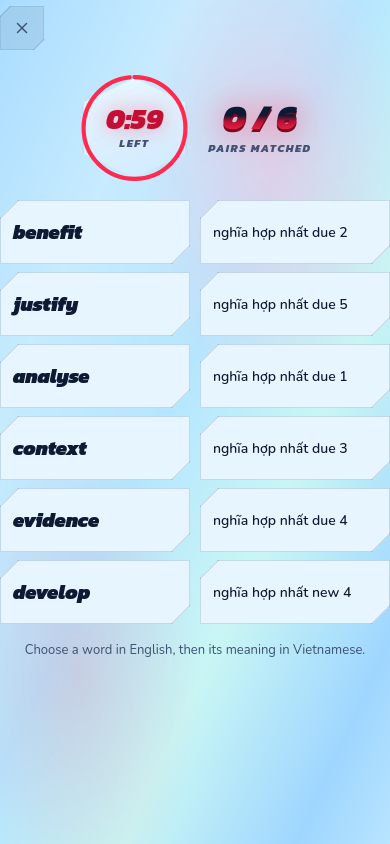 ×
0:59
LEFT
0 / 6
PAIRS MATCHED
benefit
nghĩa hợp nhất due 2
justify
nghĩa hợp nhất due 5
analyse
nghĩa hợp nhất due 1
context
nghĩa hợp nhất due 3
evidence
nghĩa hợp nhất due 4
develop
nghĩa hợp nhất new 4
Choose a word in English, then its meaning in Vietnamese.